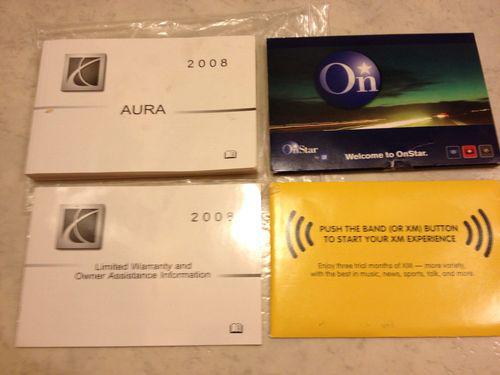 2008
AURA
On
OnStar
by GM
Welcome to OnStar.
2008
Limited Warranty and
Owner Assistance Information
PUSH THE BAND (OR XM) BUTTON
TO START YOUR XM EXPERIENCE
Enjoy three trial months of XM — more variety,
with the best in music, news, sports, talk, and more.